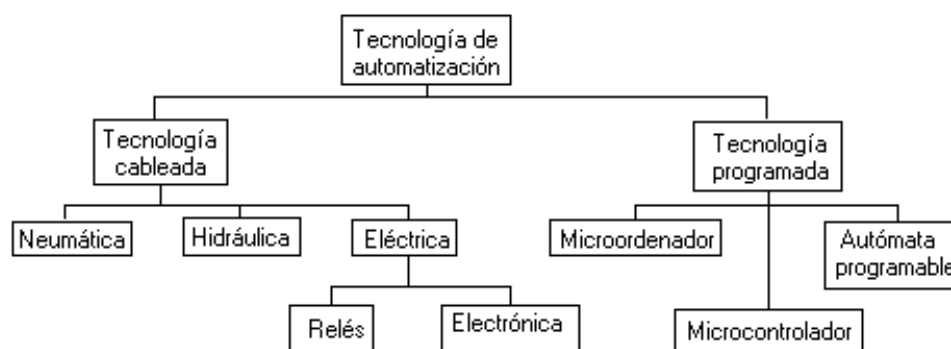 Tecnología de
automatización
Tecnología
cableada
Tecnología
programada
Neumática
Hidráulica
Eléctrica
Microordenador
Autómata
programable
Relés
Electrónica
Microcontrolador